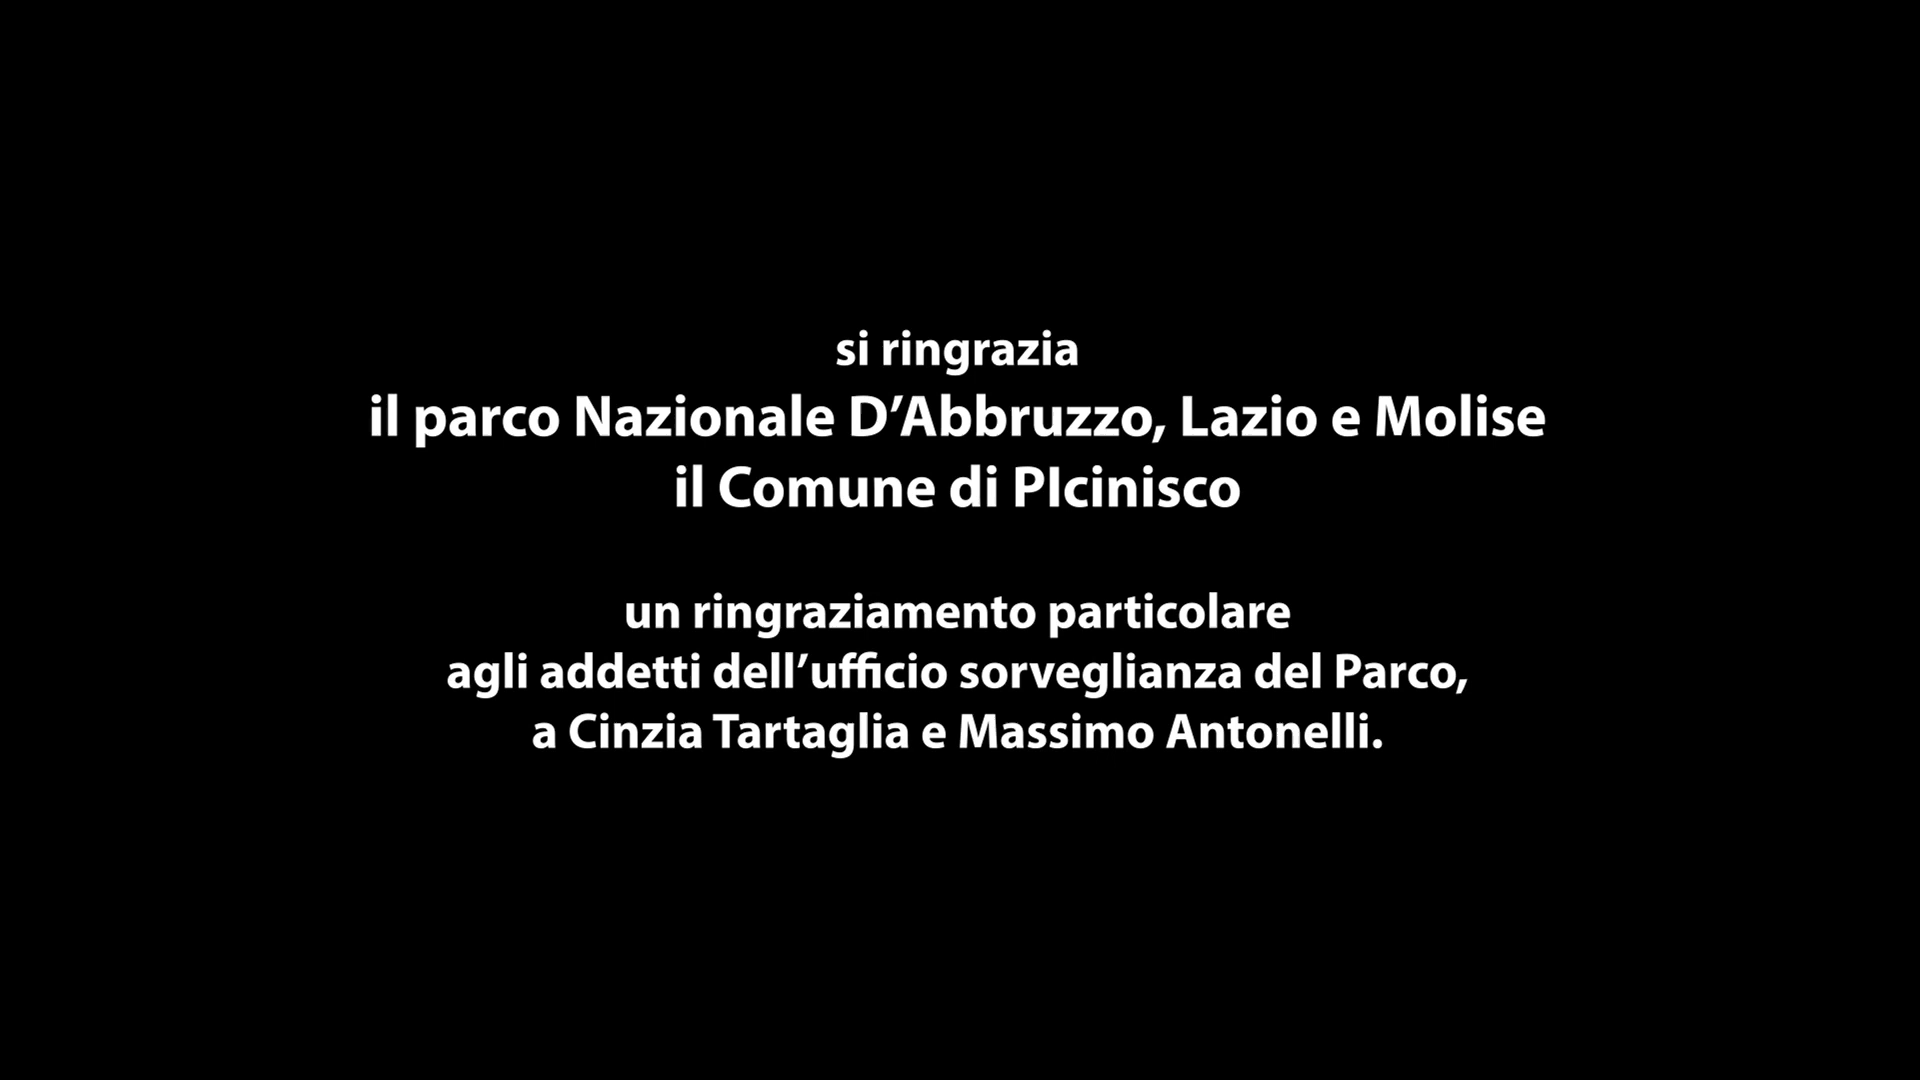 si ringrazia
il parco Nazionale D’Abbruzzo, Lazio e Molise
il Comune di PIcinisco
un ringraziamento particolare
agli addetti dell’ufficio sorveglianza del Parco,
a Cinzia Tartaglia e Massimo Antonelli.